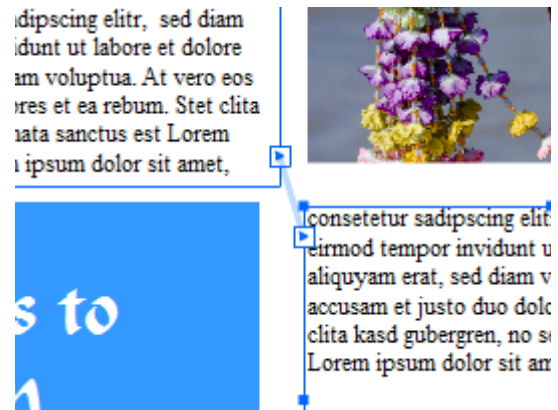 adipscing elitr, sed diam
idunt ut labore et dolore
am voluptua. At vero eos
ores et ea rebum. Stet clita
nata sanctus est Lorem
ipsum dolor sit amet,
s to
consetetur sadipscing elit
eirmod tempor invidunt u
aliquyam erat, sed diam v
accusam et justo duo dolo
clita kasd gubergren, no se
Lorem ipsum dolor sit am